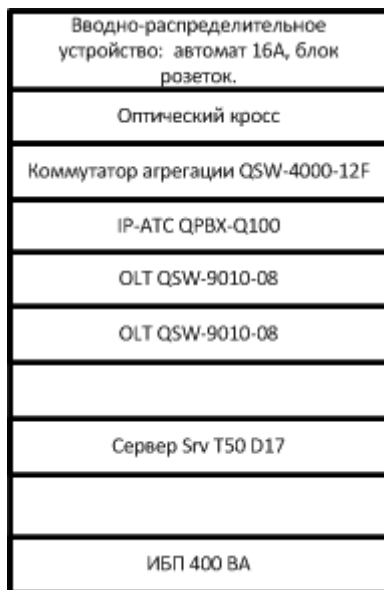 Вводно-распределительное
устройство:  автомат 16А, блок
розеток.
Оптический кросс
Коммутатор агрегации QSW-4000-12F
IP-АТС QPBX-Q100
OLT QSW-9010-08
OLT QSW-9010-08
Сервер Srv T50 D17
ИБП 400 ВА